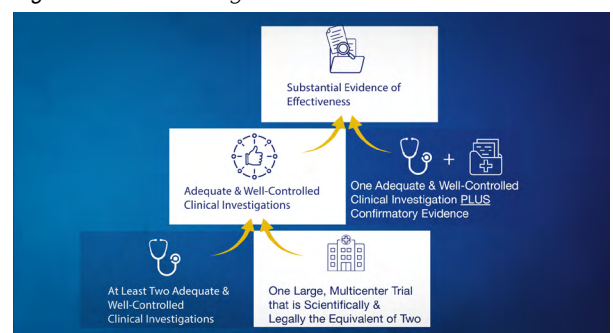 Substantial Evidence of
Effectiveness
Adequate & Well-Controlled
Clinical Investigations
+
One Adequate & Well-Controlled
Clinical Investigation PLUS
Confirmatory Evidence
At Least Two Adequate &
Well-Controlled
Clinical Investigations
One Large, Multicenter Trial
that is Scientifically &
Legally the Equivalent of Two